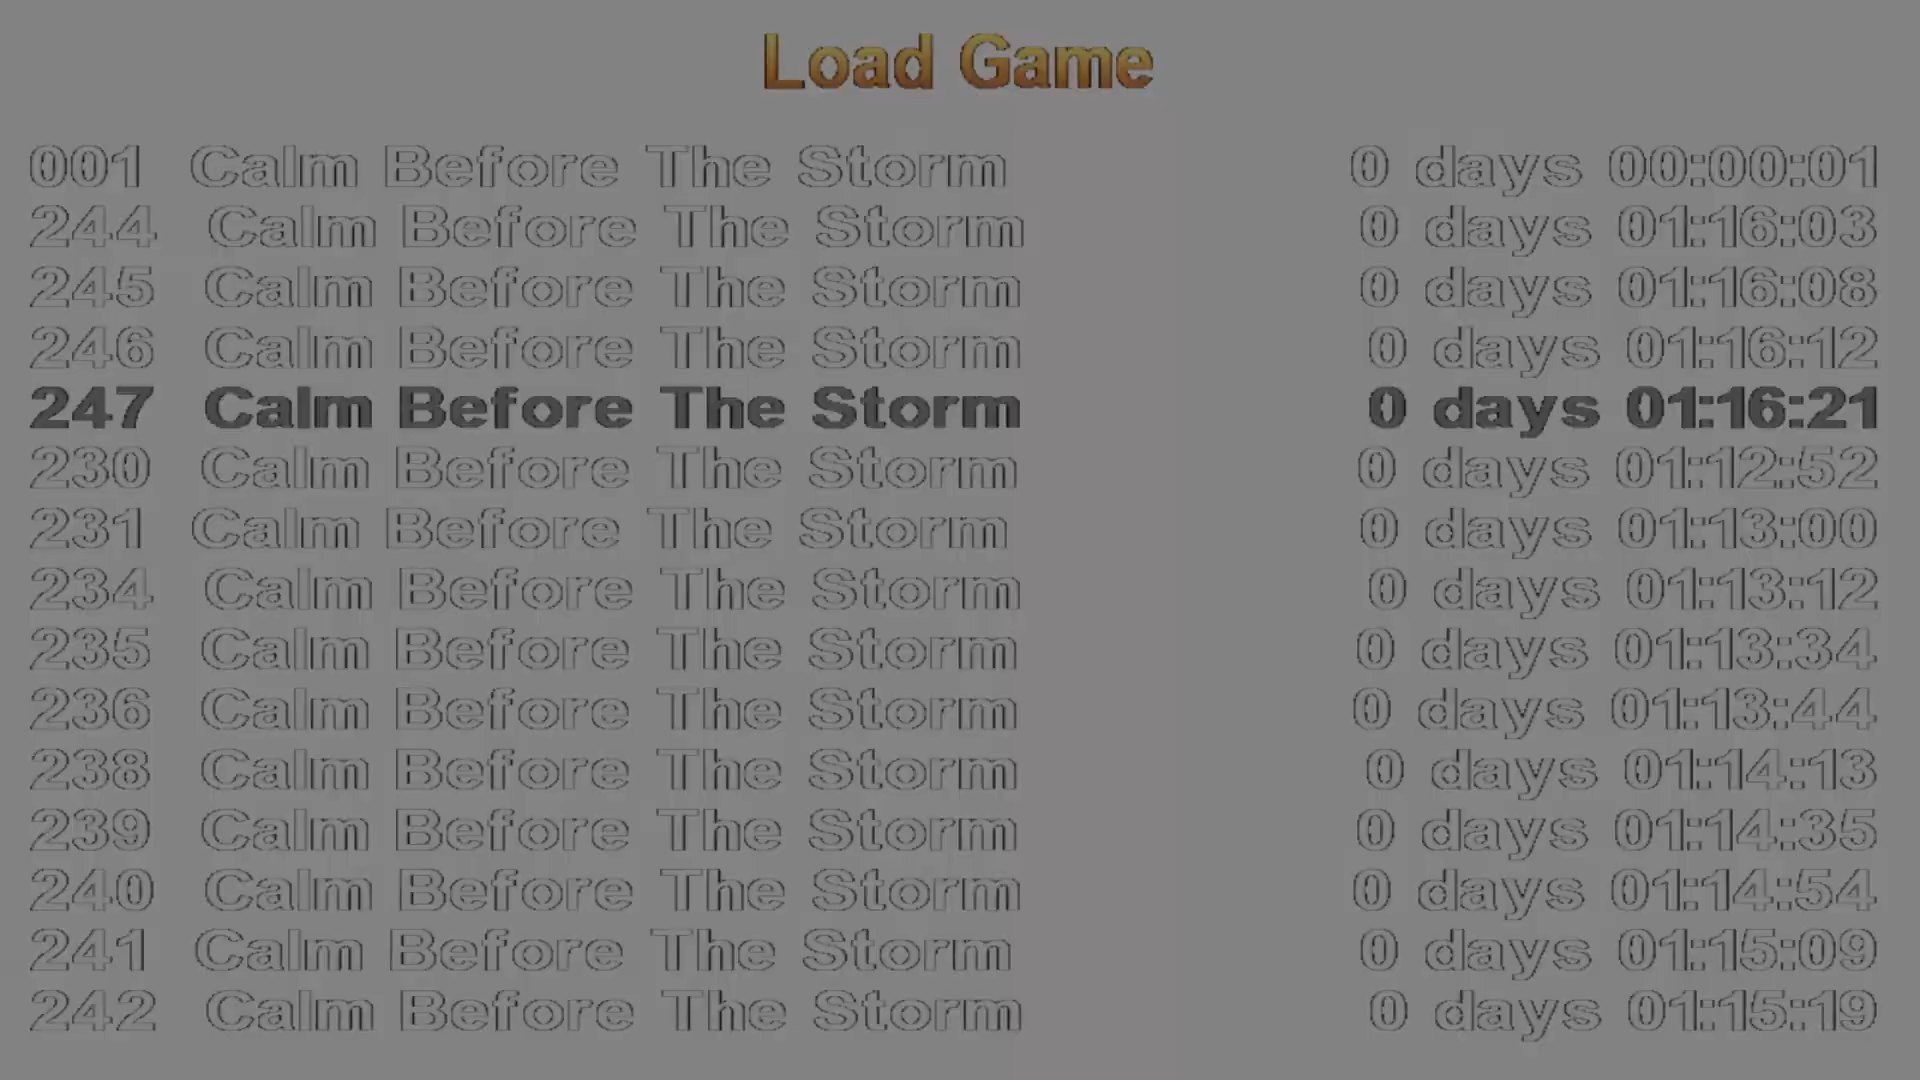 Load Game
001 Calm Before The Storm 0 days 00:00:01
244 Calm Before The Storm 0 days 01:16:03
245 Calm Before The Storm 0 days 01:16:08
246 Calm Before The Storm 0 days 01:16:12
247 Calm Before The Storm 0 days 01:16:21
230 Calm Before The Storm 0 days 01:12:52
231 Calm Before The Storm 0 days 01:13:00
234 Calm Before The Storm 0 days 01:13:12
235 Calm Before The Storm 0 days 01:13:34
236 Calm Before The Storm 0 days 01:13:44
238 Calm Before The Storm 0 days 01:14:13
239 Calm Before The Storm 0 days 01:14:35
240 Calm Before The Storm 0 days 01:14:54
241 Calm Before The Storm 0 days 01:15:09
242 Calm Before The Storm 0 days 01:15:19